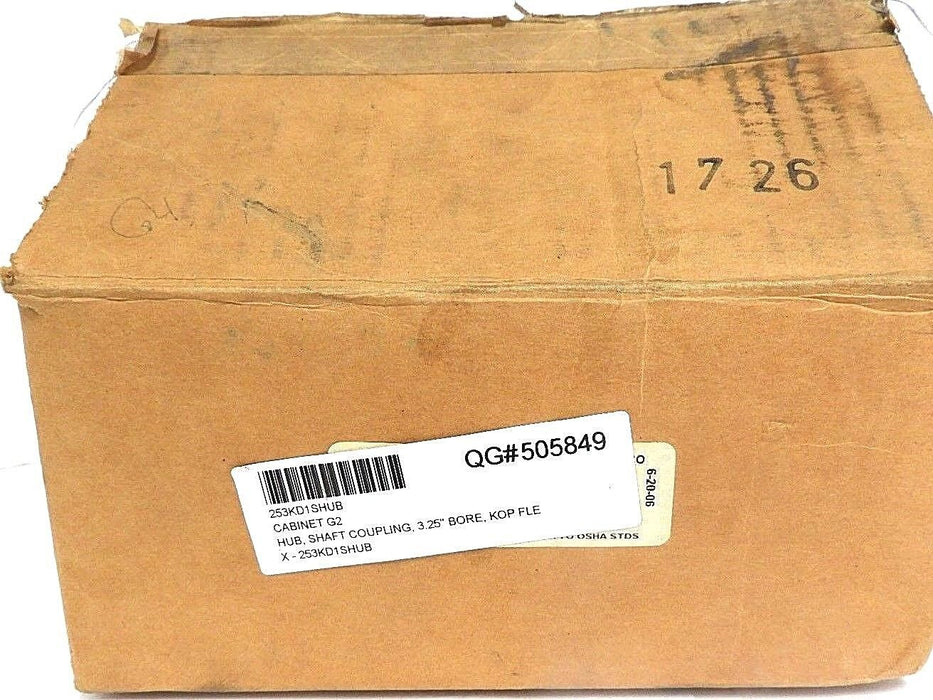 17 26
QG#505849
253KD1SHUB
CABINET G2
HUB, SHAFT COUPLING, 3.25" BORE, KOP FLE
X - 253KD1SHUB
6-20-06
TO OSHA STDS